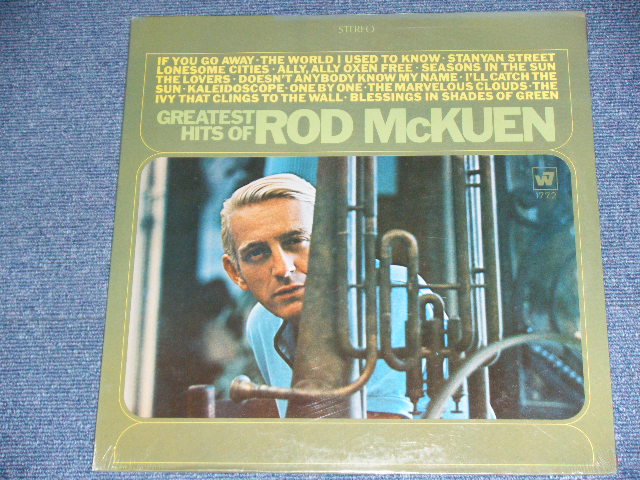 STEREO
IF YOU GO AWAY · THE WORLD I USED TO KNOW · STANYAN STREET
LONESOME CITIES · ALLY, ALLY OXEN FREE · SEASONS IN THE SUN
THE LOVERS · DOESN'T ANYBODY KNOW MY NAME · I'LL CATCH THE
SUN · KALEIDOSCOPE · ONE BY ONE · THE MARVELOUS CLOUDS · THE
IVY THAT CLINGS TO THE WALL · BLESSINGS IN SHADES OF GREEN
GREATEST
HITS OF ROD McKUEN
W7
1772